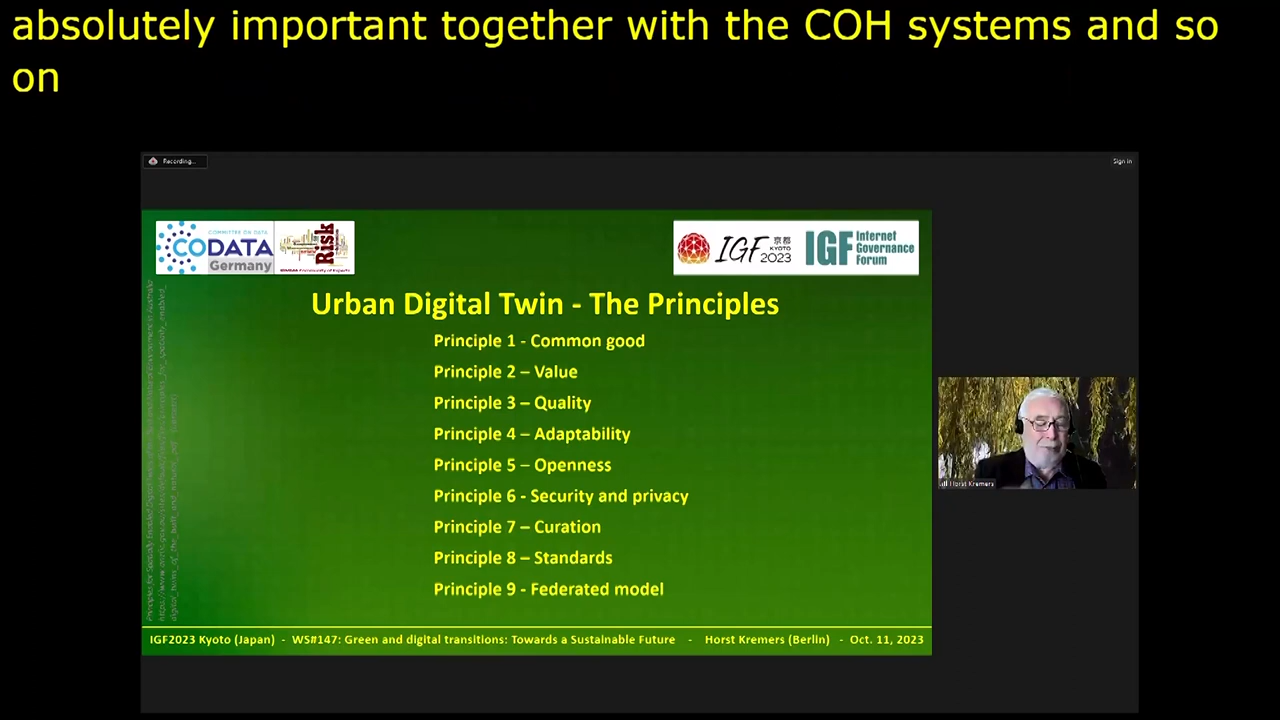 absolutely important together with the COH systems and so
on
Recording...
Sign in
COMMITTEE ON DATA
CODATA
Germany
Risk
IGF
京都
KYOTO
2023
IGF
Internet
Governance
Forum
Urban Digital Twin - The Principles
Principle 1 - Common good
Principle 2 – Value
Principle 3 – Quality
Principle 4 – Adaptability
Principle 5 – Openness
Principle 6 - Security and privacy
Principle 7 – Curation
Principle 8 – Standards
Principle 9 - Federated model
Horst Kremers
IGF2023 Kyoto (Japan) - WS#147: Green and digital transitions: Towards a Sustainable Future - Horst Kremers (Berlin) - Oct. 11, 2023